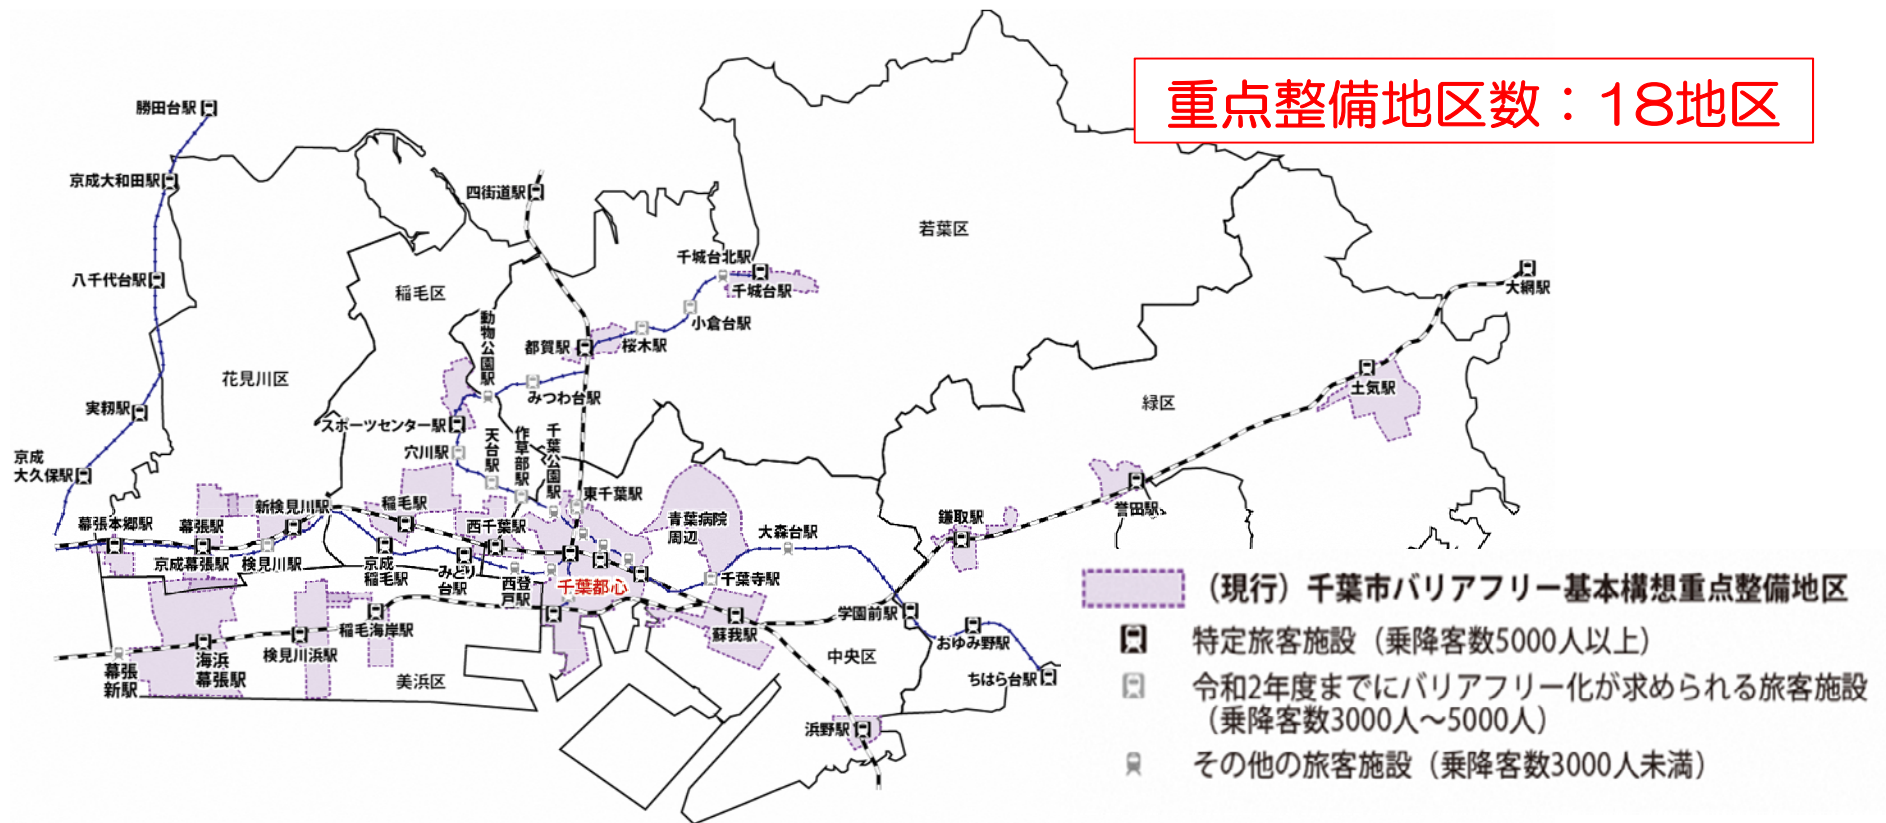 重点整備地区数：18地区
勝田台駅
京成大和田駅
四街道駅
若葉区
千城台北駅
八千代台駅
稲毛区
千城台駅
大網駅
動物公園駅
小倉台駅
都賀駅
桜木駅
花見川区
土気駅
みつわ台駅
緑区
実籾駅
スポーツセンター駅
天台駅
作草部駅
千葉公園駅
穴川駅
京成
大久保駅
東千葉駅
新検見川駅
稲毛駅
誉田駅
幕張本郷駅
幕張駅
西千葉駅
青葉病院
周辺
大森台駅
鎌取駅
京成幕張駅
検見川駅
京成
稲毛駅
みどり
台駅
西登
戸駅
千葉都心
千葉寺駅
学園前駅
稲毛海岸駅
蘇我駅
おゆみ野駅
検見川浜駅
海浜
幕張駅
幕張
新駅
美浜区
中央区
ちはら台駅
浜野駅
（現行）千葉市バリアフリー基本構想重点整備地区
特定旅客施設（乗降客数5000人以上）
令和2年度までにバリアフリー化が求められる旅客施設
（乗降客数3000人～5000人）
その他の旅客施設（乗降客数3000人未満）